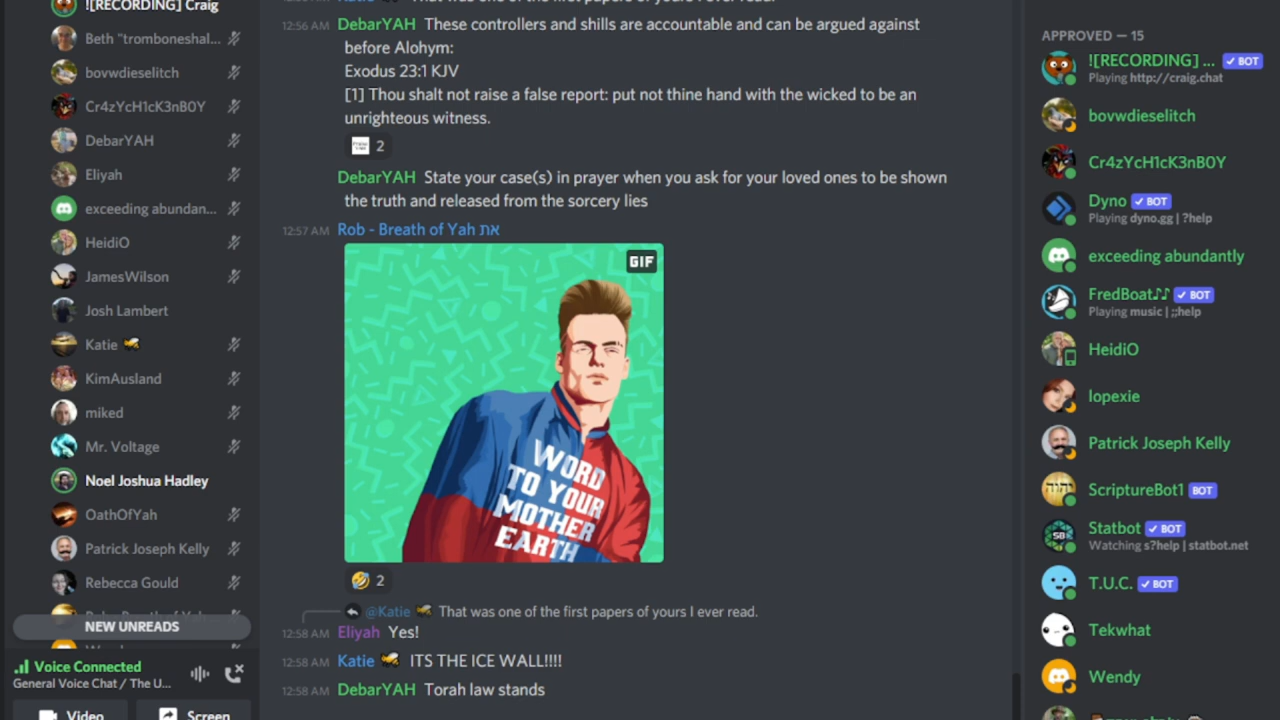 ![RECORDING] Craig
Beth "tromboneshal...
bovwdieselitch
Cr4zYcH1cK3nB0Y
DebarYAH
Eliyah
exceeding abundan...
HeidiO
JamesWilson
Josh Lambert
Katie
KimAusland
miked
Mr. Voltage
Noel Joshua Hadley
OathOfYah
Patrick Joseph Kelly
Rebecca Gould
NEW UNREADS
Voice Connected
General Voice Chat / The U...
Video
Screen
12:56 AM DebarYAH These controllers and shills are accountable and can be argued against
before Alohym:
Exodus 23:1 KJV
[1] Thou shalt not raise a false report: put not thine hand with the wicked to be an
unrighteous witness.
2
DebarYAH State your case(s) in prayer when you ask for your loved ones to be shown
the truth and released from the sorcery lies
12:57 AM Rob - Breath of Yah את
GIF
WORD
TO YOUR
MOTHER
EARTH
2
@Katie That was one of the first papers of yours I ever read.
12:58 AM Eliyah Yes!
12:58 AM Katie ITS THE ICE WALL!!!!
12:58 AM DebarYAH Torah law stands
APPROVED — 15
![RECORDING] ... BOT
Playing http://craig.chat
bovwdieselitch
Cr4zYcH1cK3nB0Y
Dyno BOT
Playing dyno.gg | ?help
exceeding abundantly
FredBoat♪♪ BOT
Playing music | ;;help
HeidiO
lopexie
Patrick Joseph Kelly
ScriptureBot1 BOT
Statbot BOT
Watching s?help | statbot.net
T.U.C. BOT
Tekwhat
Wendy